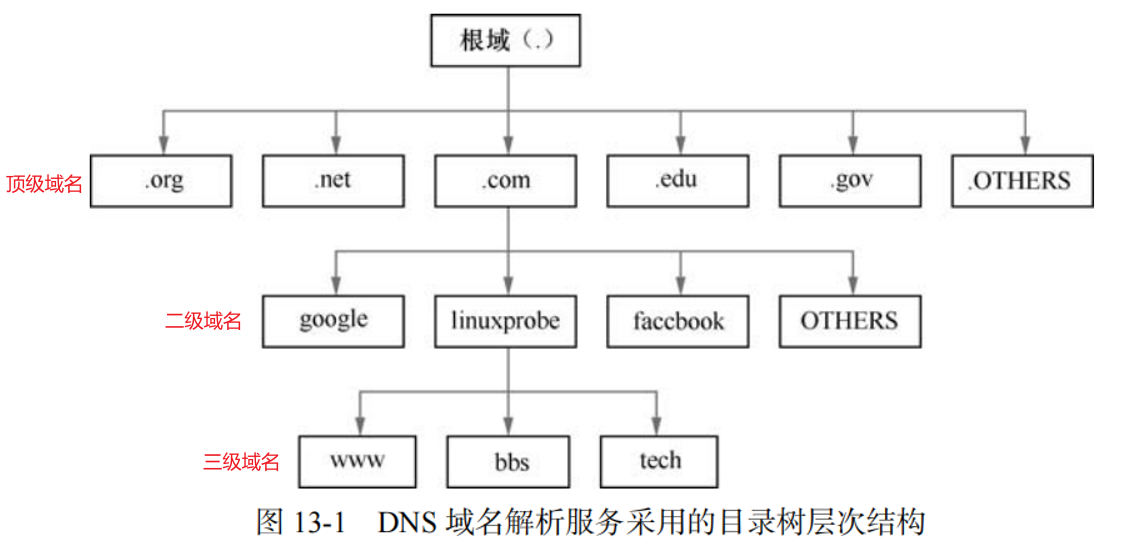 根域（.）
顶级域名 .org .net .com .edu .gov .OTHERS
二级域名 google linuxprobe faccbook OTHERS
三级域名 www bbs tech
图 13-1 DNS 域名解析服务采用的目录树层次结构